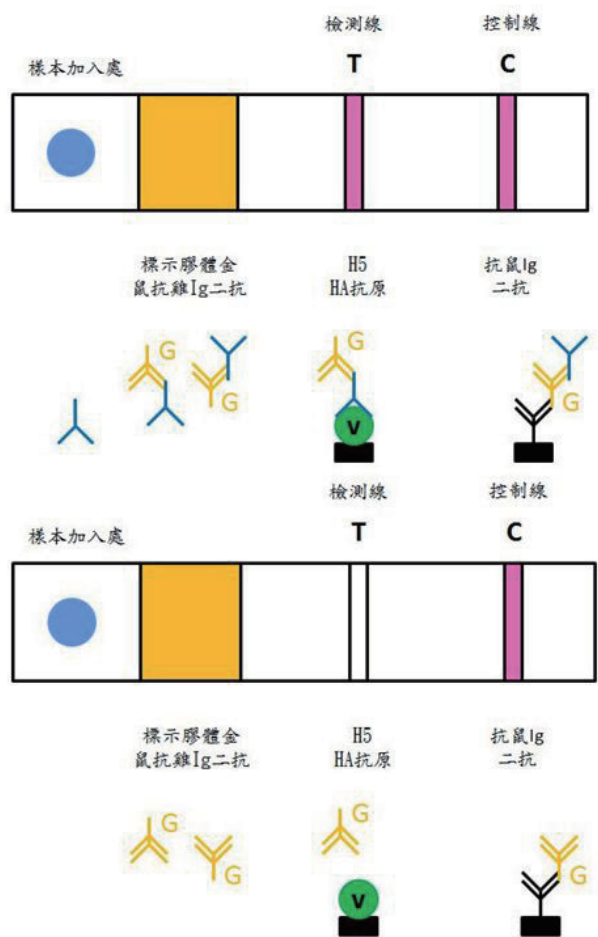 檢測線 控制線
樣本加入處 T C
標示膠體金 H5 抗鼠Ig
鼠抗雞Ig二抗 HA抗原 二抗
G G G
G V G
檢測線 控制線
樣本加入處 T C
標示膠體金 H5 抗鼠Ig
鼠抗雞Ig二抗 HA抗原 二抗
G G
G V G